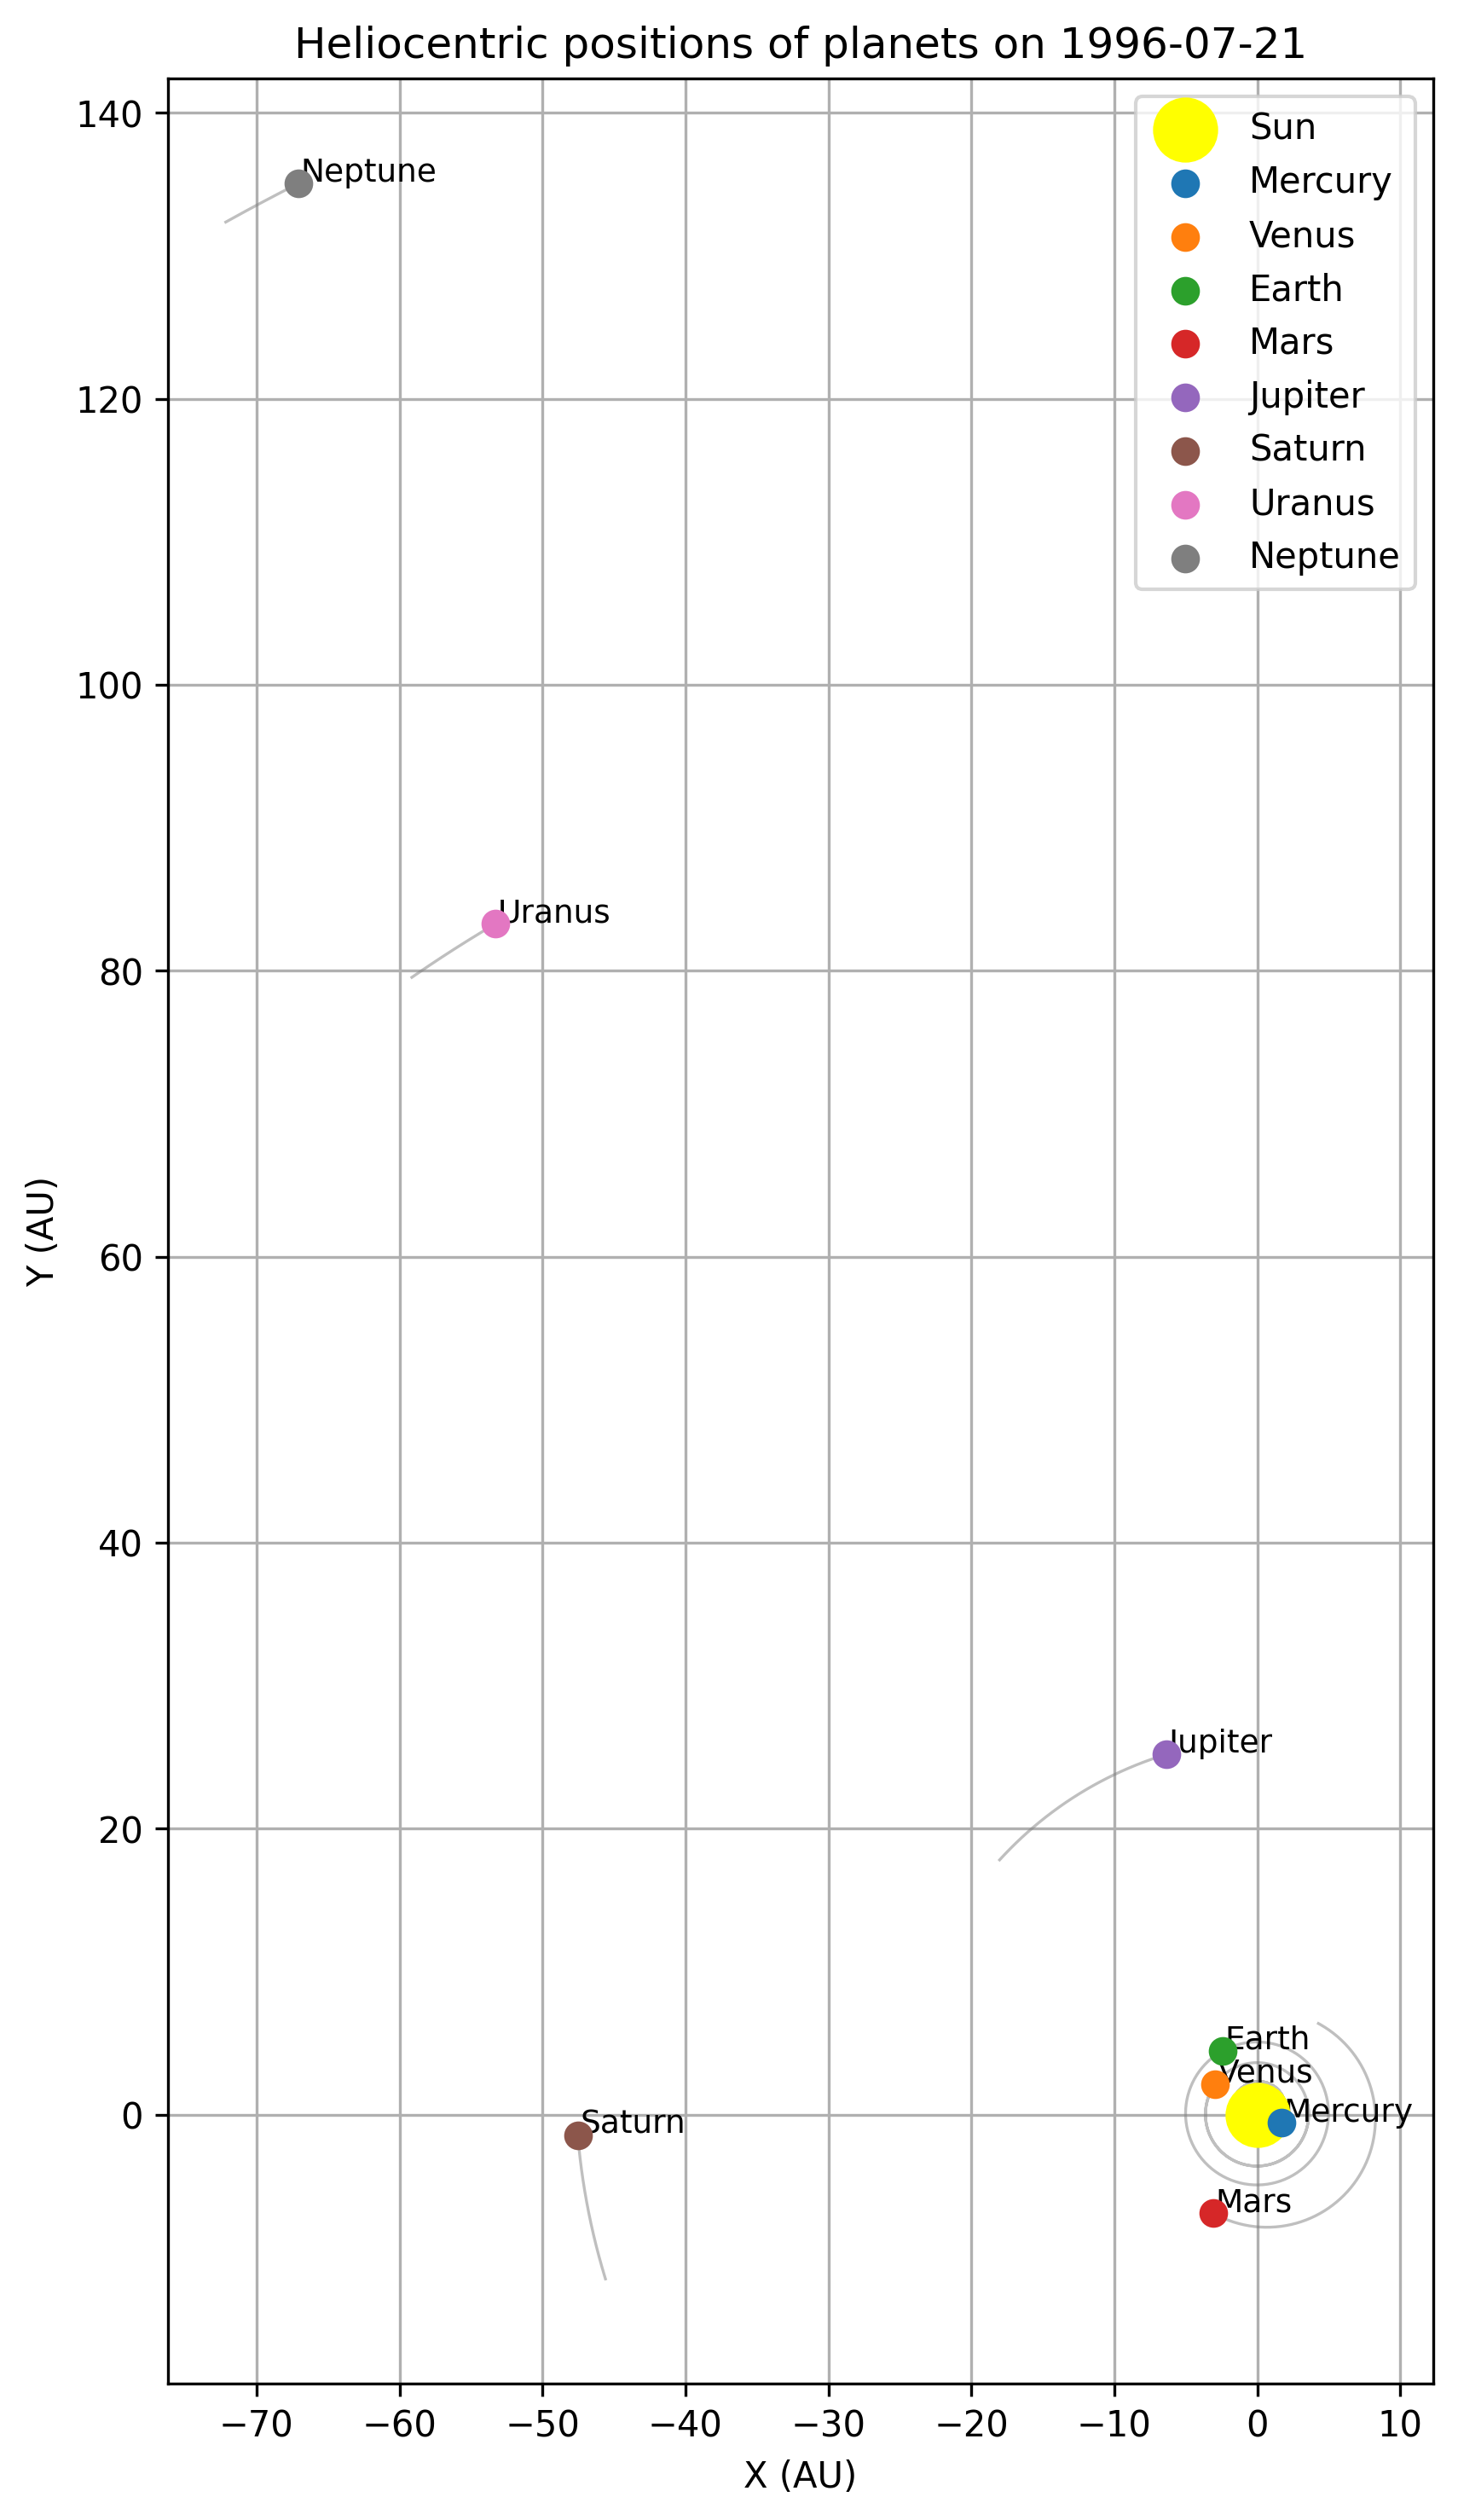 Heliocentric positions of planets on 1996-07-21
Sun
Mercury
Venus
Earth
Mars
Jupiter
Saturn
Uranus
Neptune
Neptune
Uranus
Jupiter
Earth
Venus
Mercury
Saturn
Mars
140
120
100
80
60
40
20
0
Y (AU)
−70 −60 −50 −40 −30 −20 −10 0 10
X (AU)